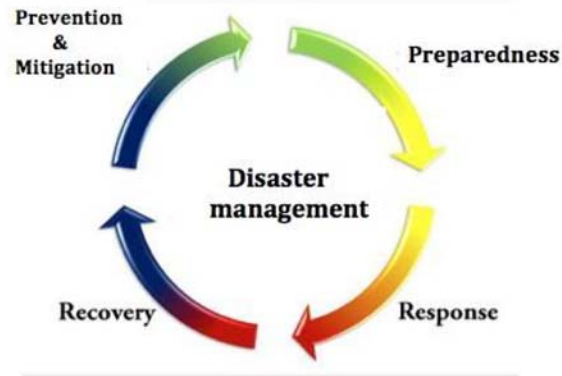 Prevention
&
Mitigation
Preparedness
Disaster
management
Recovery
Response